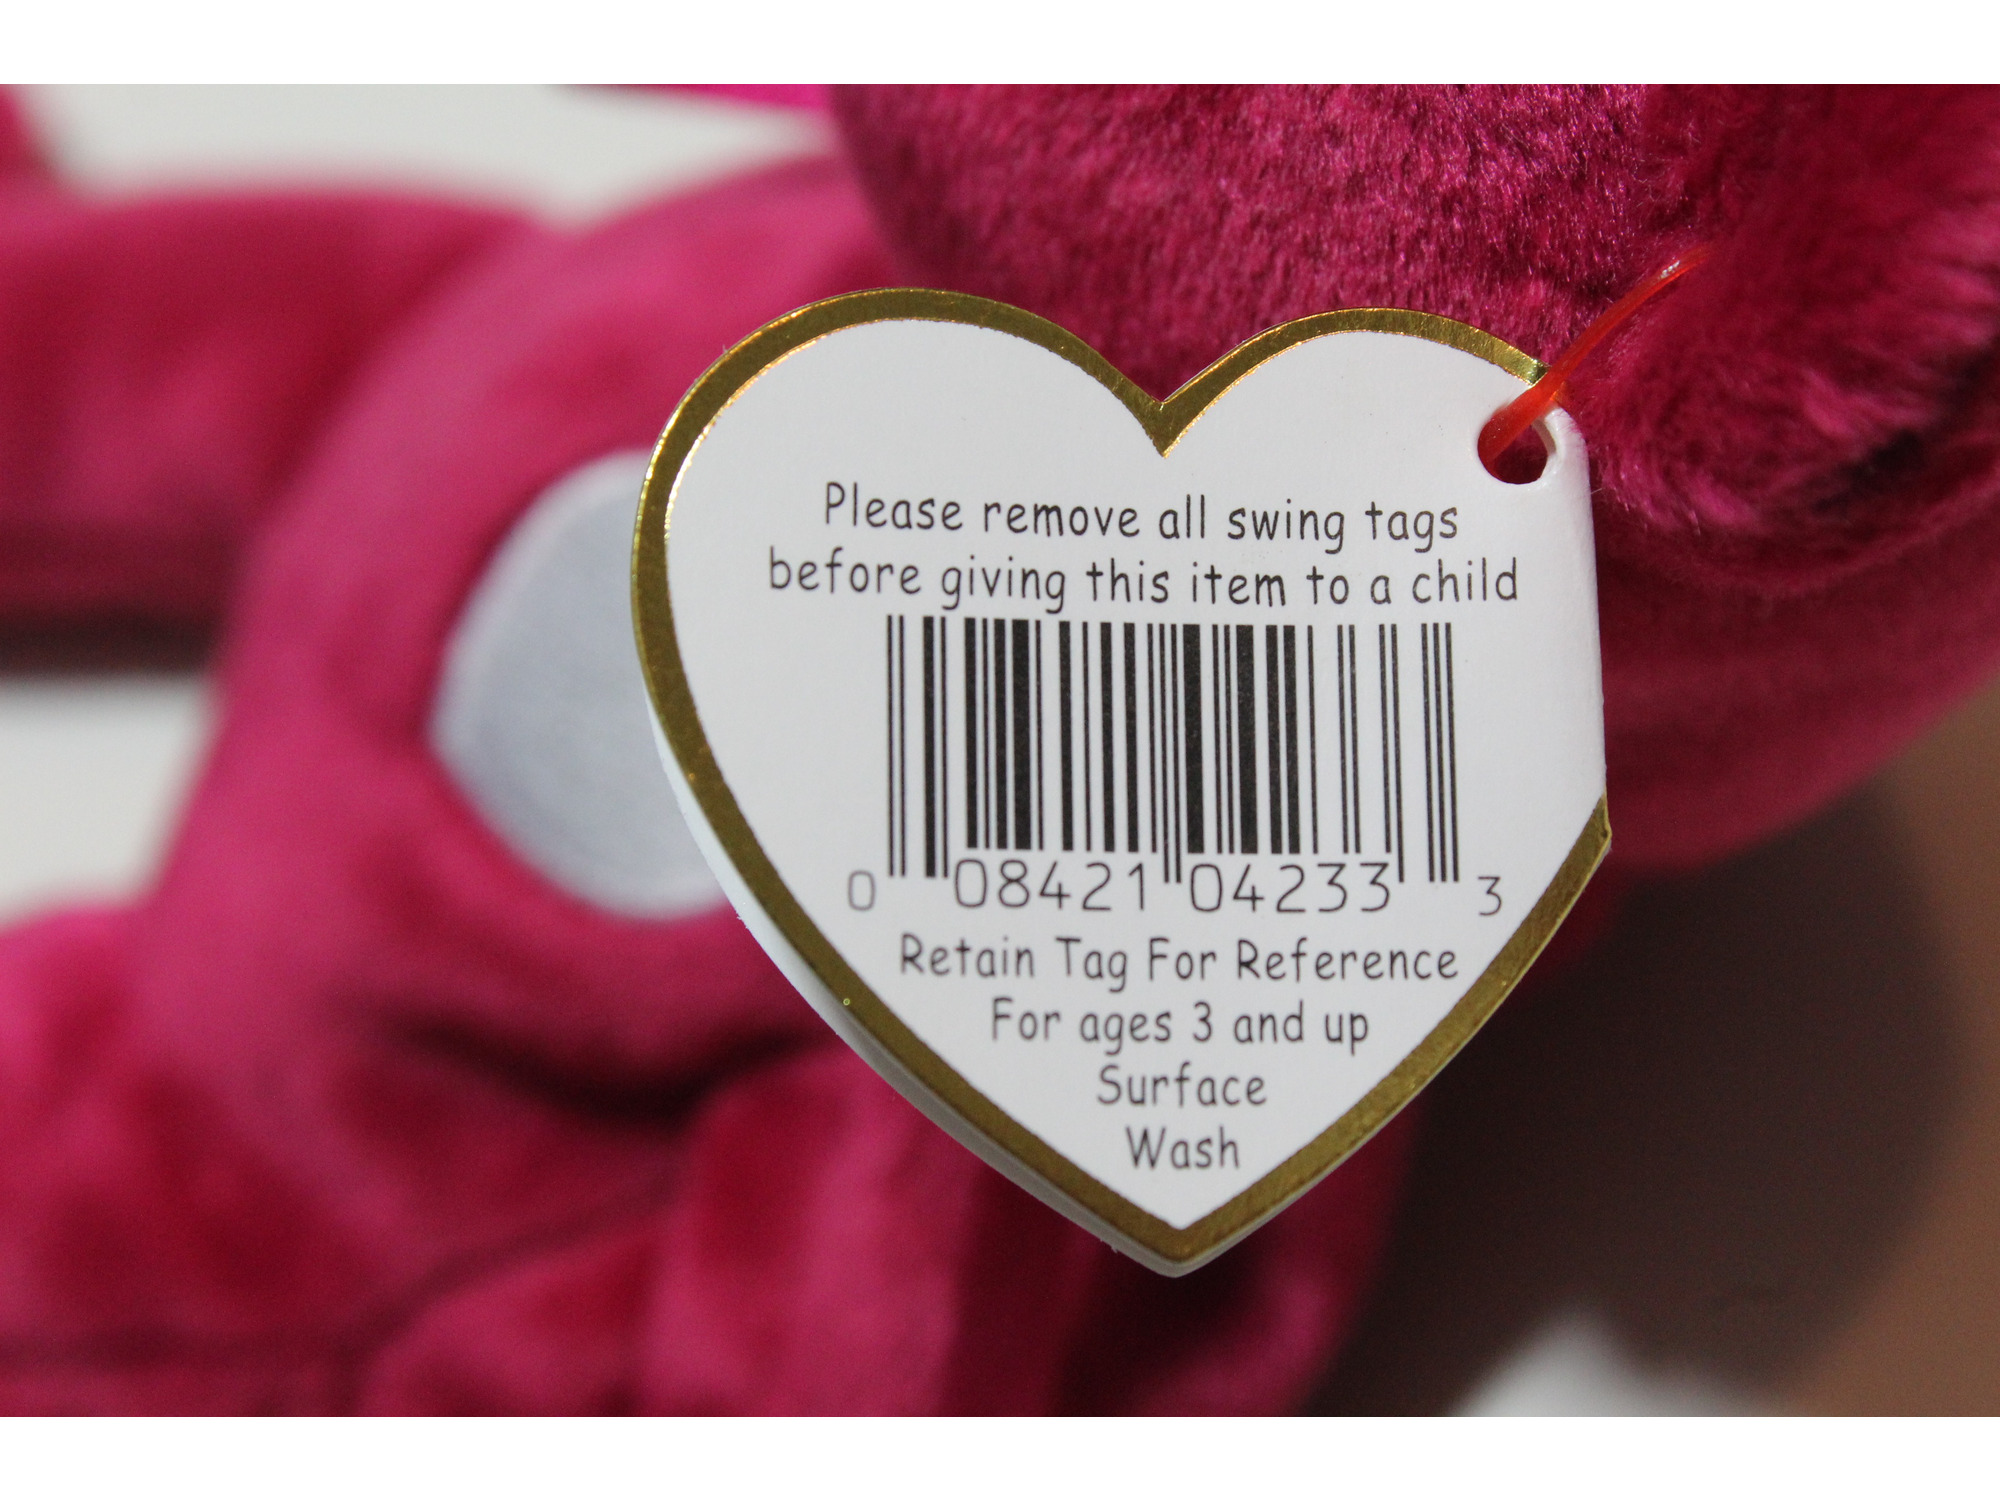 Please remove all swing tags
before giving this item to a child
0 08421 04233 3
Retain Tag For Reference
For ages 3 and up
Surface
Wash